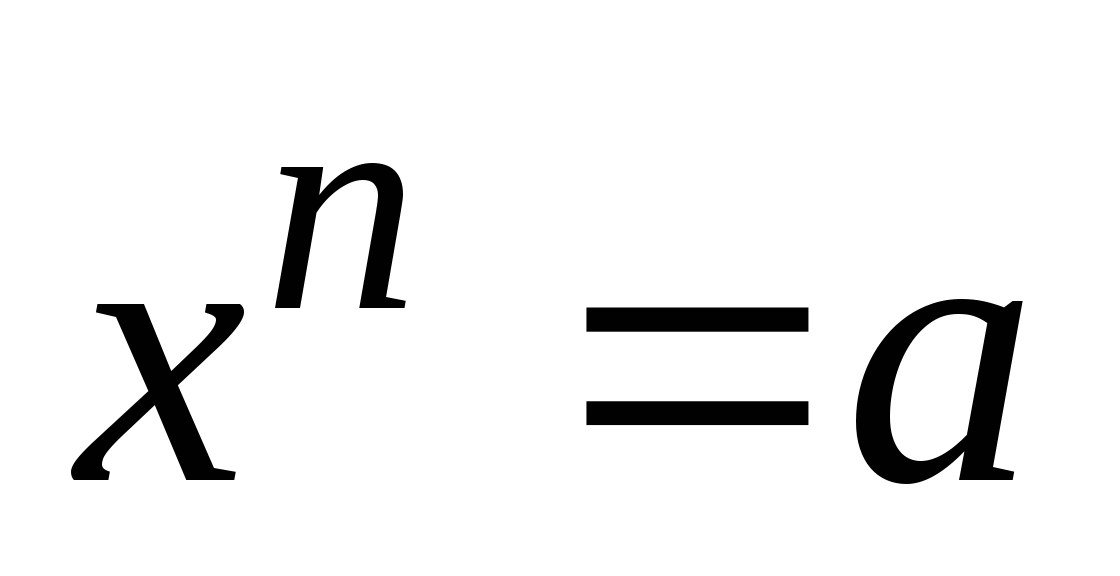 xⁿ = a